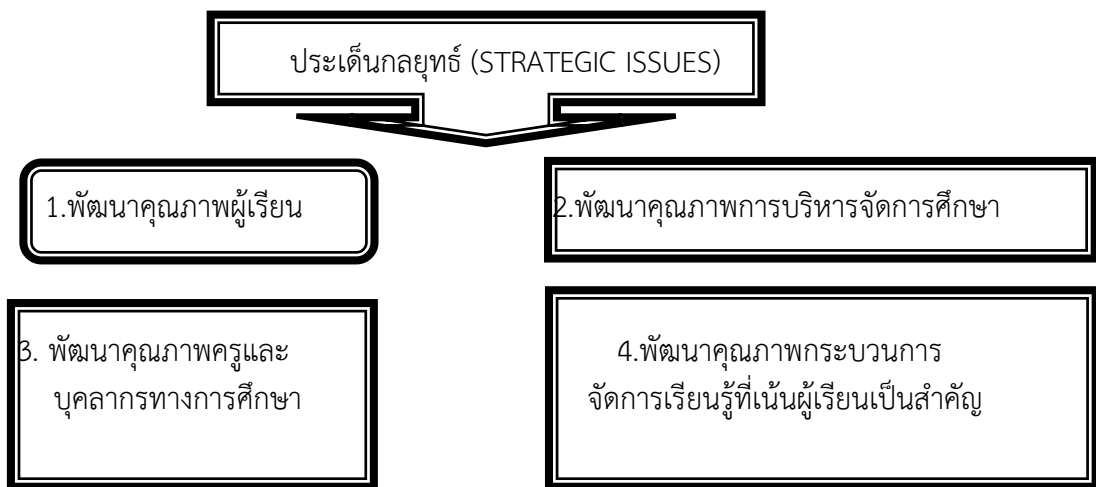 ประเด็นกลยุทธ์ (STRATEGIC ISSUES)
1.พัฒนาคุณภาพผู้เรียน
2.พัฒนาคุณภาพการบริหารจัดการศึกษา
3. พัฒนาคุณภาพครูและ
บุคลากรทางการศึกษา
4.พัฒนาคุณภาพกระบวนการ
จัดการเรียนรู้ที่เน้นผู้เรียนเป็นสำคัญ